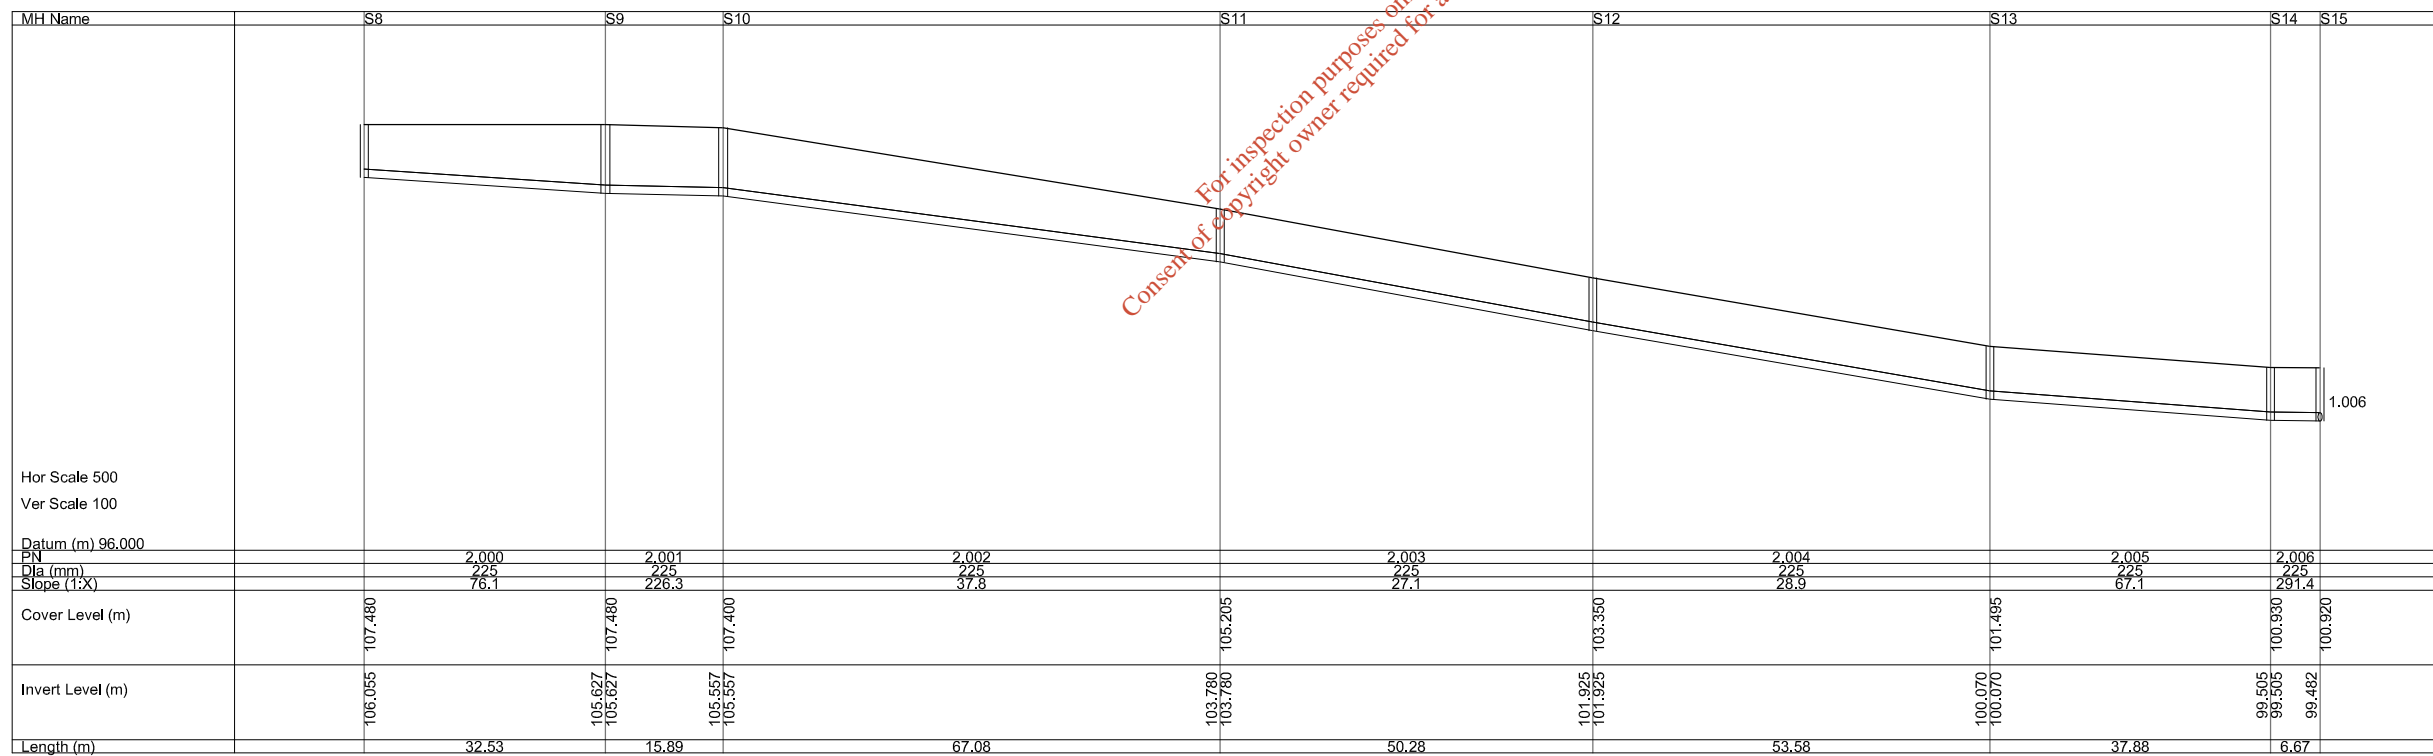 MH Name S8 S9 S10 S11 S12 S13 S14 S15
For inspection purposes
Consent of copyright owner required for
1.006
Hor Scale 500
Ver Scale 100
Datum (m) 96.000
PN 2.000 2.001 2.002 2.003 2.004 2.005 2.006
Dia (mm) 225 225 225 225 225 225 225
Slope (1:X) 76.1 226.3 37.8 27.1 28.9 67.1 291.4
Cover Level (m) 107.480 107.480 107.400 105.205 103.350 101.495 100.930 100.920
Invert Level (m) 106.055 105.627 105.627 105.557 105.557 103.780 103.780 101.925 101.925 100.070 100.070 99.505 99.505 99.482
Length (m) 32.53 15.89 67.08 50.28 53.58 37.88 6.67